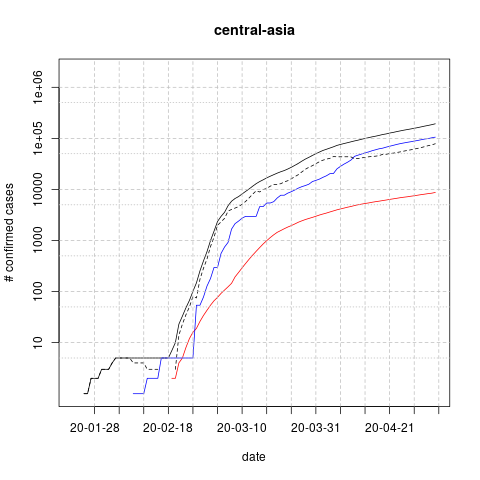 central-asia
# confirmed cases
1e+06
1e+05
10000
1000
100
10
20-01-28
20-02-18
20-03-10
20-03-31
20-04-21
date